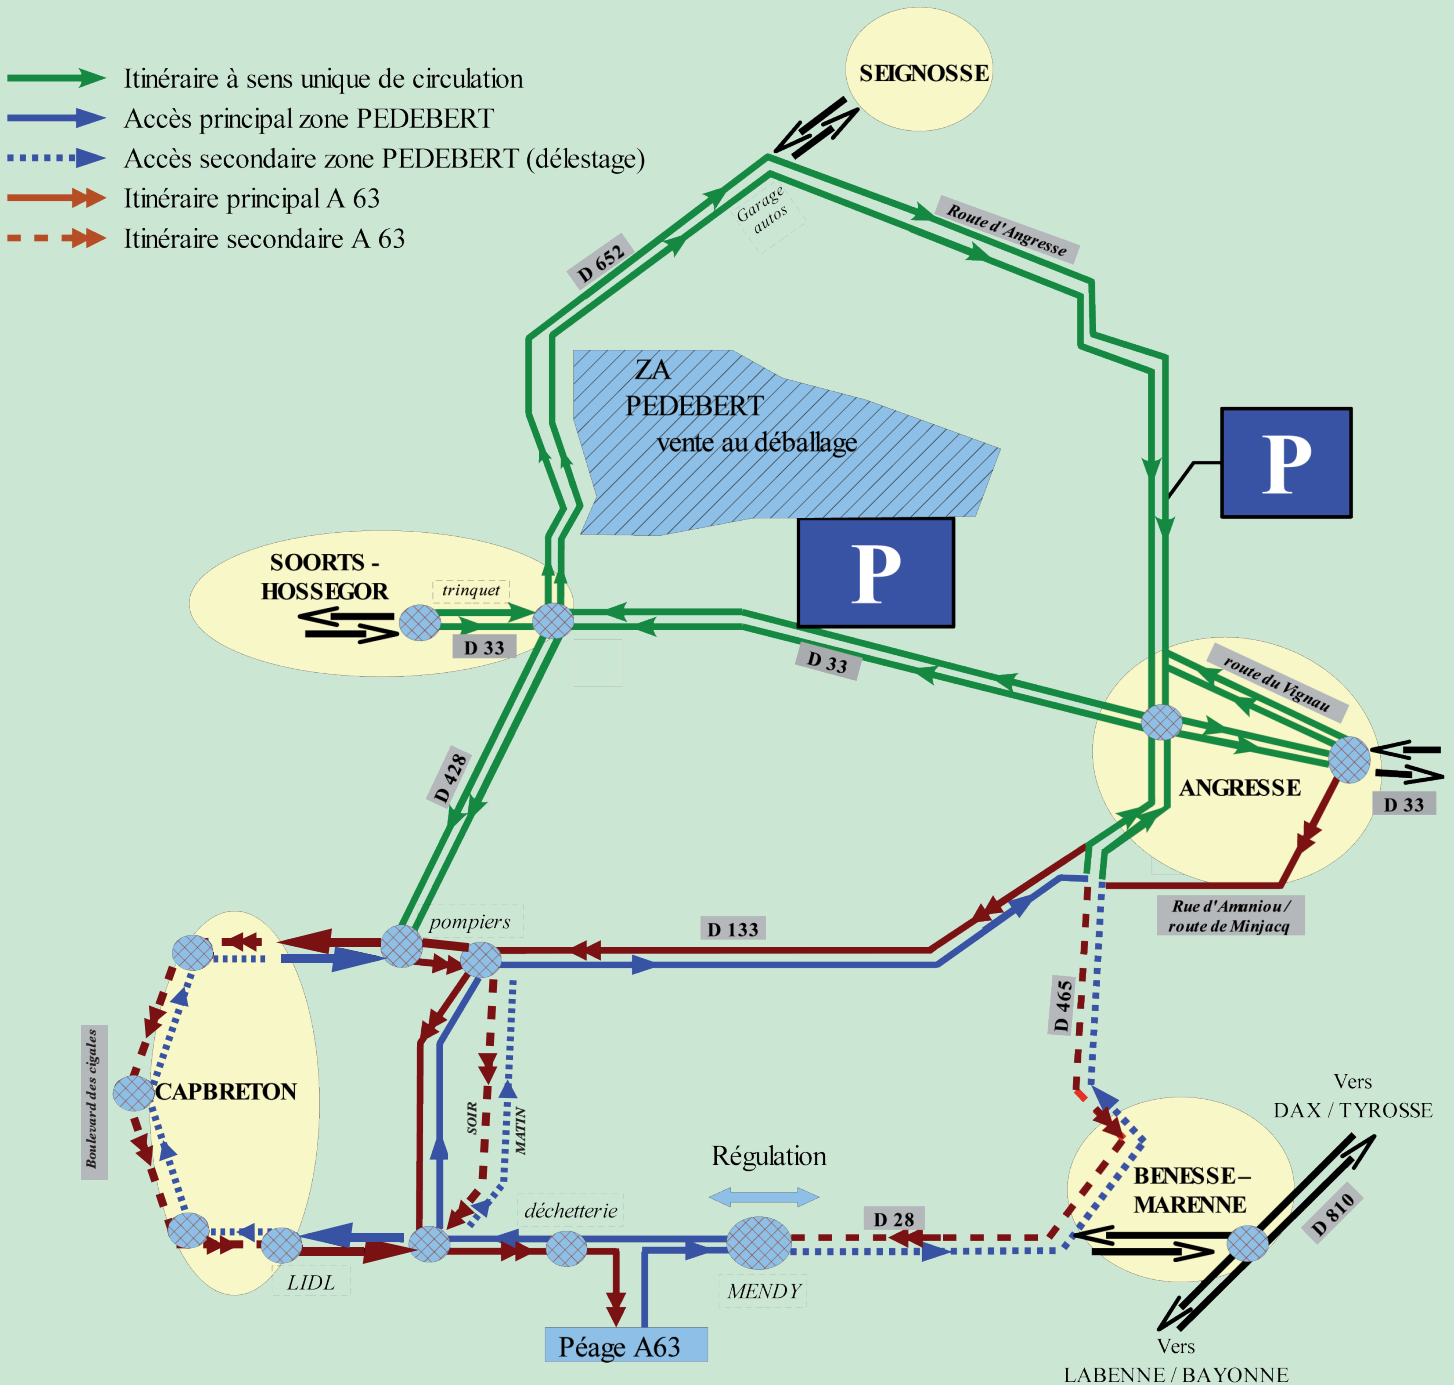 SEIGNOSSE
Itinéraire à sens unique de circulation
Accès principal zone PEDEBERT
Accès secondaire zone PEDEBERT (délestage)
Itinéraire principal A 63
Itinéraire secondaire A 63
Garage
autos
Route d'Angresse
D 652
ZA
PEDEBERT
vente au déballage
P
P
SOORTS -
HOSSEGOR
trinquet
D 33
D 33
route du Vignau
ANGRESSE
D 33
D 428
Rue d'Amaniou /
route de Minjacq
pompiers
D 133
D 465
Boulevard des cigales
CAPBRETON
SOIR
MATIN
Vers
DAX / TYROSSE
Régulation
BENESSE –
MARENNE
D 810
déchetterie
D 28
LIDL
MENDY
Péage A63
Vers
LABENNE / BAYONNE